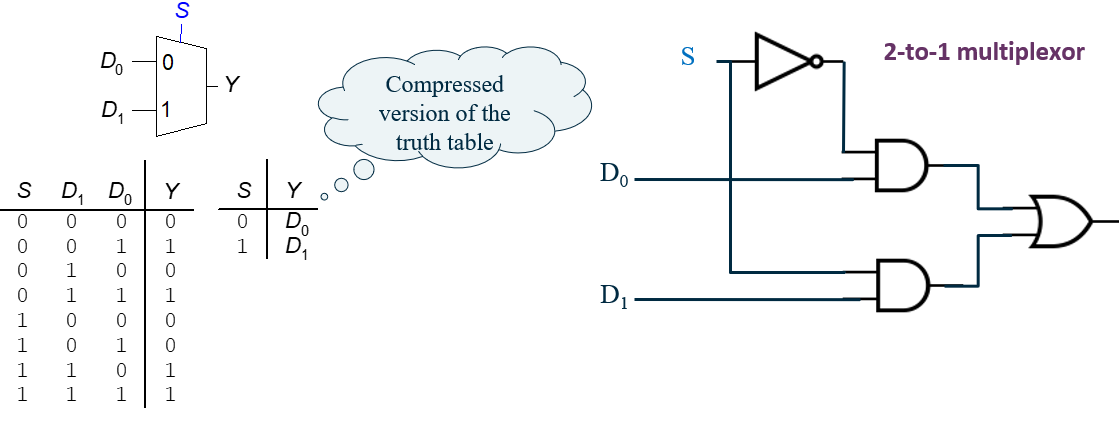 S
D0 0 Y
D1 1
Compressed
version of the
truth table
S D1 D0 Y
0 0 0 0
0 0 1 1
0 1 0 0
0 1 1 1
1 0 0 0
1 0 1 0
1 1 0 1
1 1 1 1
S Y
0 D0
1 D1
2-to-1 multiplexor
S
D0
D1